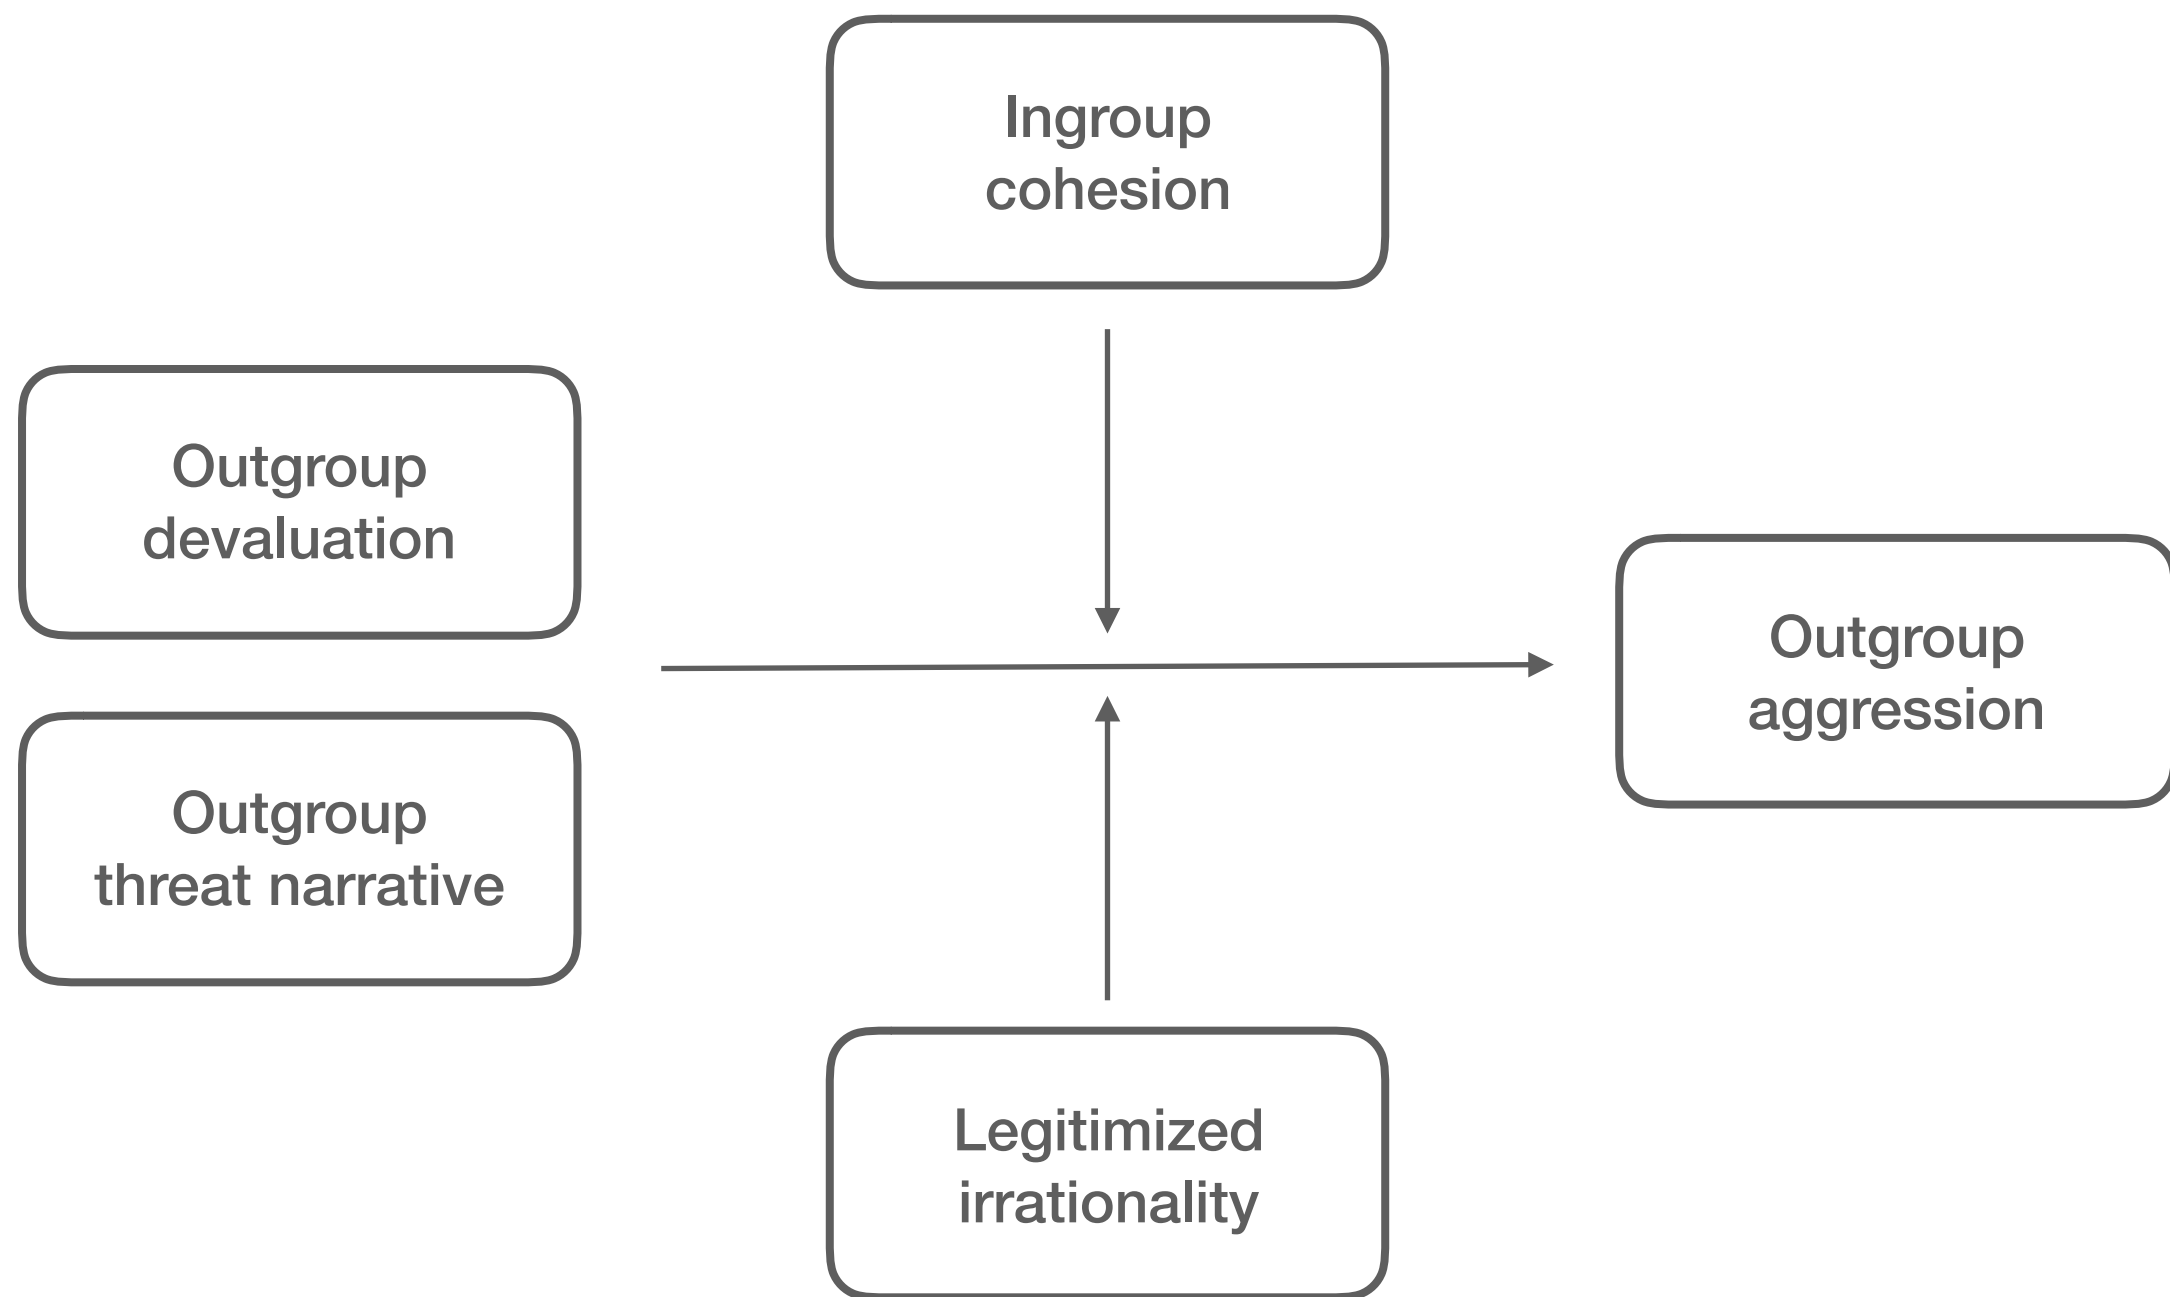 Ingroup
cohesion
Outgroup
devaluation
Outgroup
threat narrative
Outgroup
aggression
Legitimized
irrationality